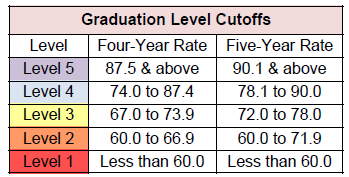 Graduation Level Cutoffs
Level Four-Year Rate Five-Year Rate
Level 5 87.5 & above 90.1 & above
Level 4 74.0 to 87.4 78.1 to 90.0
Level 3 67.0 to 73.9 72.0 to 78.0
Level 2 60.0 to 66.9 60.0 to 71.9
Level 1 Less than 60.0 Less than 60.0